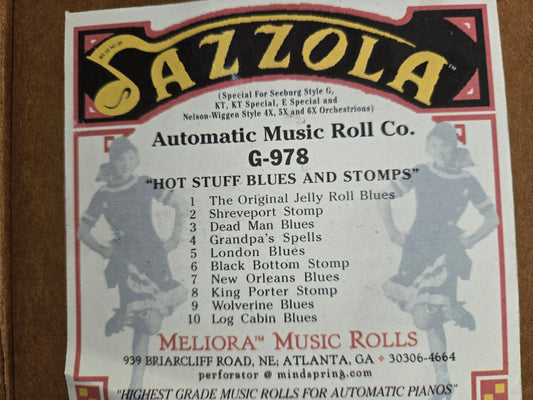 JAZZOLA™
(Special For Seeburg Style G,
KT, KT Special, E Special and
Nelson-Wiggen Style 4X, 5X and 6X Orchestrions)
Automatic Music Roll Co.
G-978
"HOT STUFF BLUES AND STOMPS"
1 The Original Jelly Roll Blues
2 Shreveport Stomp
3 Dead Man Blues
4 Grandpa's Spells
5 London Blues
6 Black Bottom Stomp
7 New Orleans Blues
8 King Porter Stomp
9 Wolverine Blues
10 Log Cabin Blues
MELIORA™ MUSIC ROLLS
939 BRIARCLIFF ROAD, NE; ATLANTA, GA 30306-4664
perforator @ mindspring.com
"HIGHEST GRADE MUSIC ROLLS FOR AUTOMATIC PIANOS"